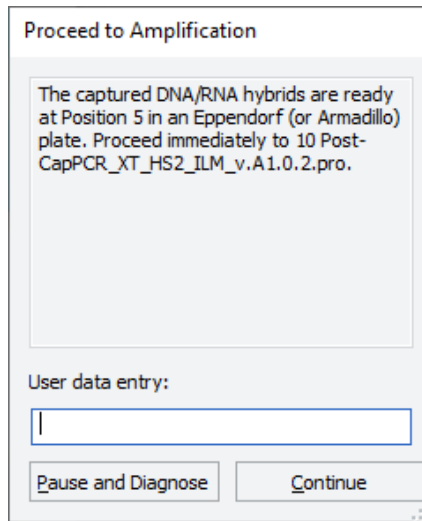 Proceed to Amplification
The captured DNA/RNA hybrids are ready
at Position 5 in an Eppendorf (or Armadillo)
plate. Proceed immediately to 10 Post-
CapPCR_XT_HS2_ILM_v.A1.0.2.pro.
User data entry:
Pause and Diagnose
Continue